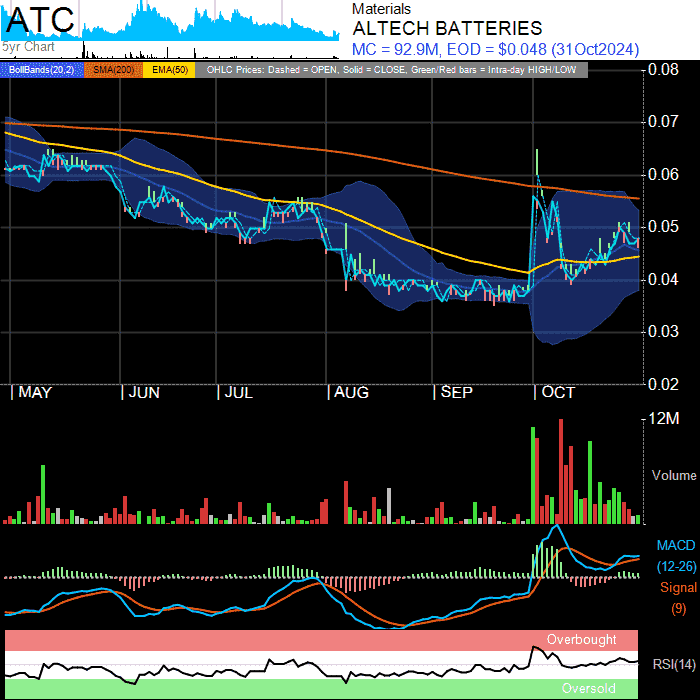 ATC
5yr Chart
Materials
ALTECH BATTERIES
MC = 92.9M, EOD = $0.048 (31Oct2024)
BollBands(20,2) SMA(200) EMA(50) OHLC Prices: Dashed = OPEN, Solid = CLOSE, Green/Red bars = Intra-day HIGH/LOW
0.08
0.07
0.06
0.05
0.04
0.03
0.02
MAY JUN JUL AUG SEP OCT
12M
Volume
MACD
(12-26)
Signal
(9)
Overbought
RSI(14)
Oversold